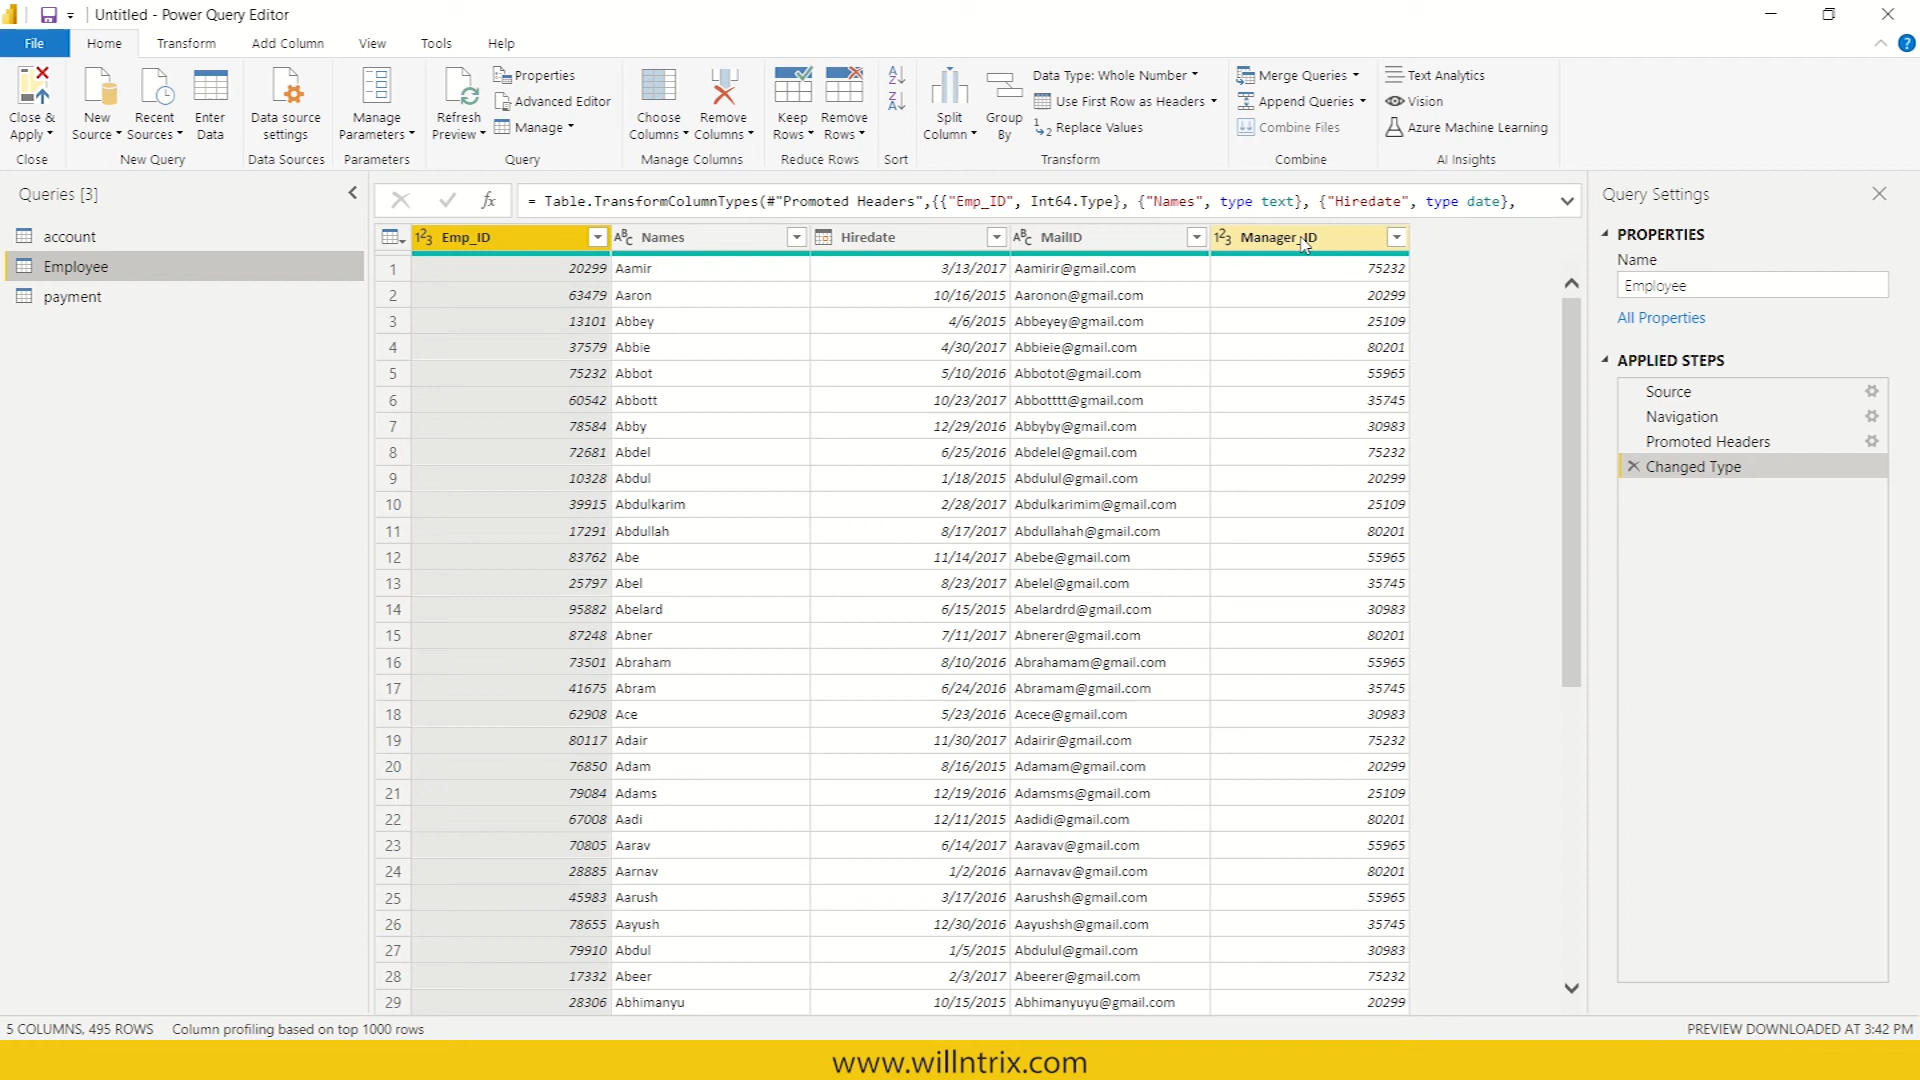 Untitled - Power Query Editor
File Home Transform Add Column View Tools Help
Close & Apply
Close
New Source
Recent Sources
Enter Data
New Query
Data source settings
Data Sources
Manage Parameters
Parameters
Refresh Preview
Properties
Advanced Editor
Manage
Query
Choose Columns
Remove Columns
Manage Columns
Keep Rows
Remove Rows
Reduce Rows
Sort
Split Column
Group By
Data Type: Whole Number
Use First Row as Headers
Replace Values
Transform
Merge Queries
Append Queries
Combine Files
Combine
Text Analytics
Vision
Azure Machine Learning
AI Insights
Queries [3]
account
Employee
payment
fx = Table.TransformColumnTypes(#"Promoted Headers",{{"Emp_ID", Int64.Type}, {"Names", type text}, {"Hiredate", type date},
Emp_ID Names Hiredate MailID Manager_ID
1 20299 Aamir 3/13/2017 Aamirir@gmail.com 75232
2 63479 Aaron 10/16/2015 Aaronon@gmail.com 20299
3 13101 Abbey 4/6/2015 Abbeyey@gmail.com 25109
4 37579 Abbie 4/30/2017 Abbieie@gmail.com 80201
5 75232 Abbot 5/10/2016 Abbotot@gmail.com 55965
6 60542 Abbott 10/23/2017 Abbotttt@gmail.com 35745
7 78584 Abby 12/29/2016 Abbyby@gmail.com 30983
8 72681 Abdel 6/25/2016 Abdelel@gmail.com 75232
9 10328 Abdul 1/18/2015 Abdulul@gmail.com 20299
10 39915 Abdulkarim 2/28/2017 Abdulkarimim@gmail.com 25109
11 17291 Abdullah 8/17/2017 Abdullahah@gmail.com 80201
12 83762 Abe 11/14/2017 Abebe@gmail.com 55965
13 25797 Abel 8/23/2017 Abelel@gmail.com 35745
14 95882 Abelard 6/15/2015 Abelardrd@gmail.com 30983
15 87248 Abner 7/11/2017 Abnerer@gmail.com 80201
16 73501 Abraham 8/10/2016 Abrahamam@gmail.com 55965
17 41675 Abram 6/24/2016 Abramam@gmail.com 35745
18 62908 Ace 5/23/2016 Acece@gmail.com 30983
19 80117 Adair 11/30/2017 Adairir@gmail.com 75232
20 76850 Adam 8/16/2015 Adamam@gmail.com 20299
21 79084 Adams 12/19/2016 Adamsms@gmail.com 25109
22 67008 Aadi 12/11/2015 Aadidi@gmail.com 80201
23 70805 Aarav 6/14/2017 Aaravav@gmail.com 55965
24 28885 Aarnav 1/2/2016 Aarnavav@gmail.com 80201
25 45983 Aarush 3/17/2016 Aarushsh@gmail.com 55965
26 78655 Aayush 12/30/2016 Aayushsh@gmail.com 35745
27 79910 Abdul 1/5/2015 Abdulul@gmail.com 30983
28 17332 Abeer 2/3/2017 Abeerer@gmail.com 75232
29 28306 Abhimanyu 10/15/2015 Abhimanyuyu@gmail.com 20299
Query Settings
PROPERTIES
Name
Employee
All Properties
APPLIED STEPS
Source
Navigation
Promoted Headers
Changed Type
5 COLUMNS, 495 ROWS Column profiling based on top 1000 rows PREVIEW DOWNLOADED AT 3:42 PM
www.willntrix.com